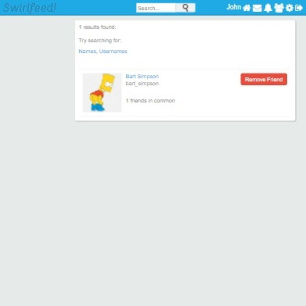 Swirlfeed!
Search...
John
1 results found:
Try searching for:
Names, Usernames
Bart Simpson
bart_simpson
Remove Friend
1 friends in common